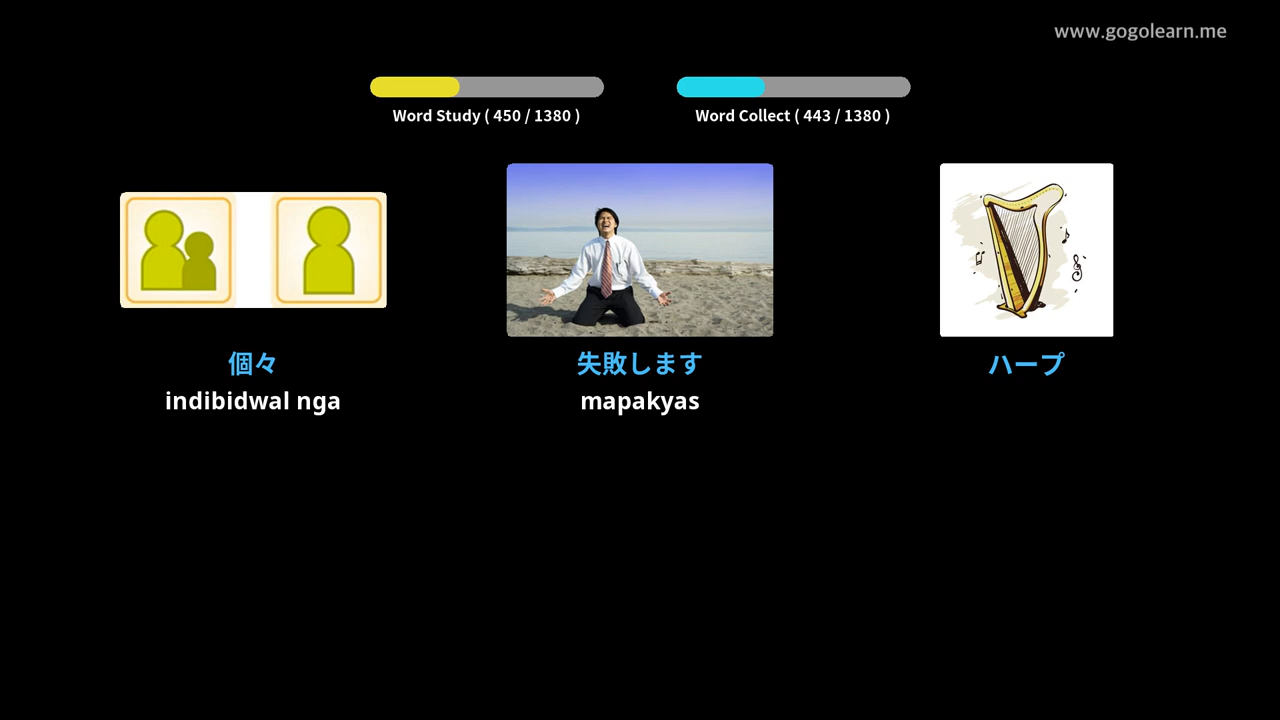 www.gogolearn.me
Word Study ( 450 / 1380 )
Word Collect ( 443 / 1380 )
個々
indibidwal nga
失敗します
mapakyas
ハープ